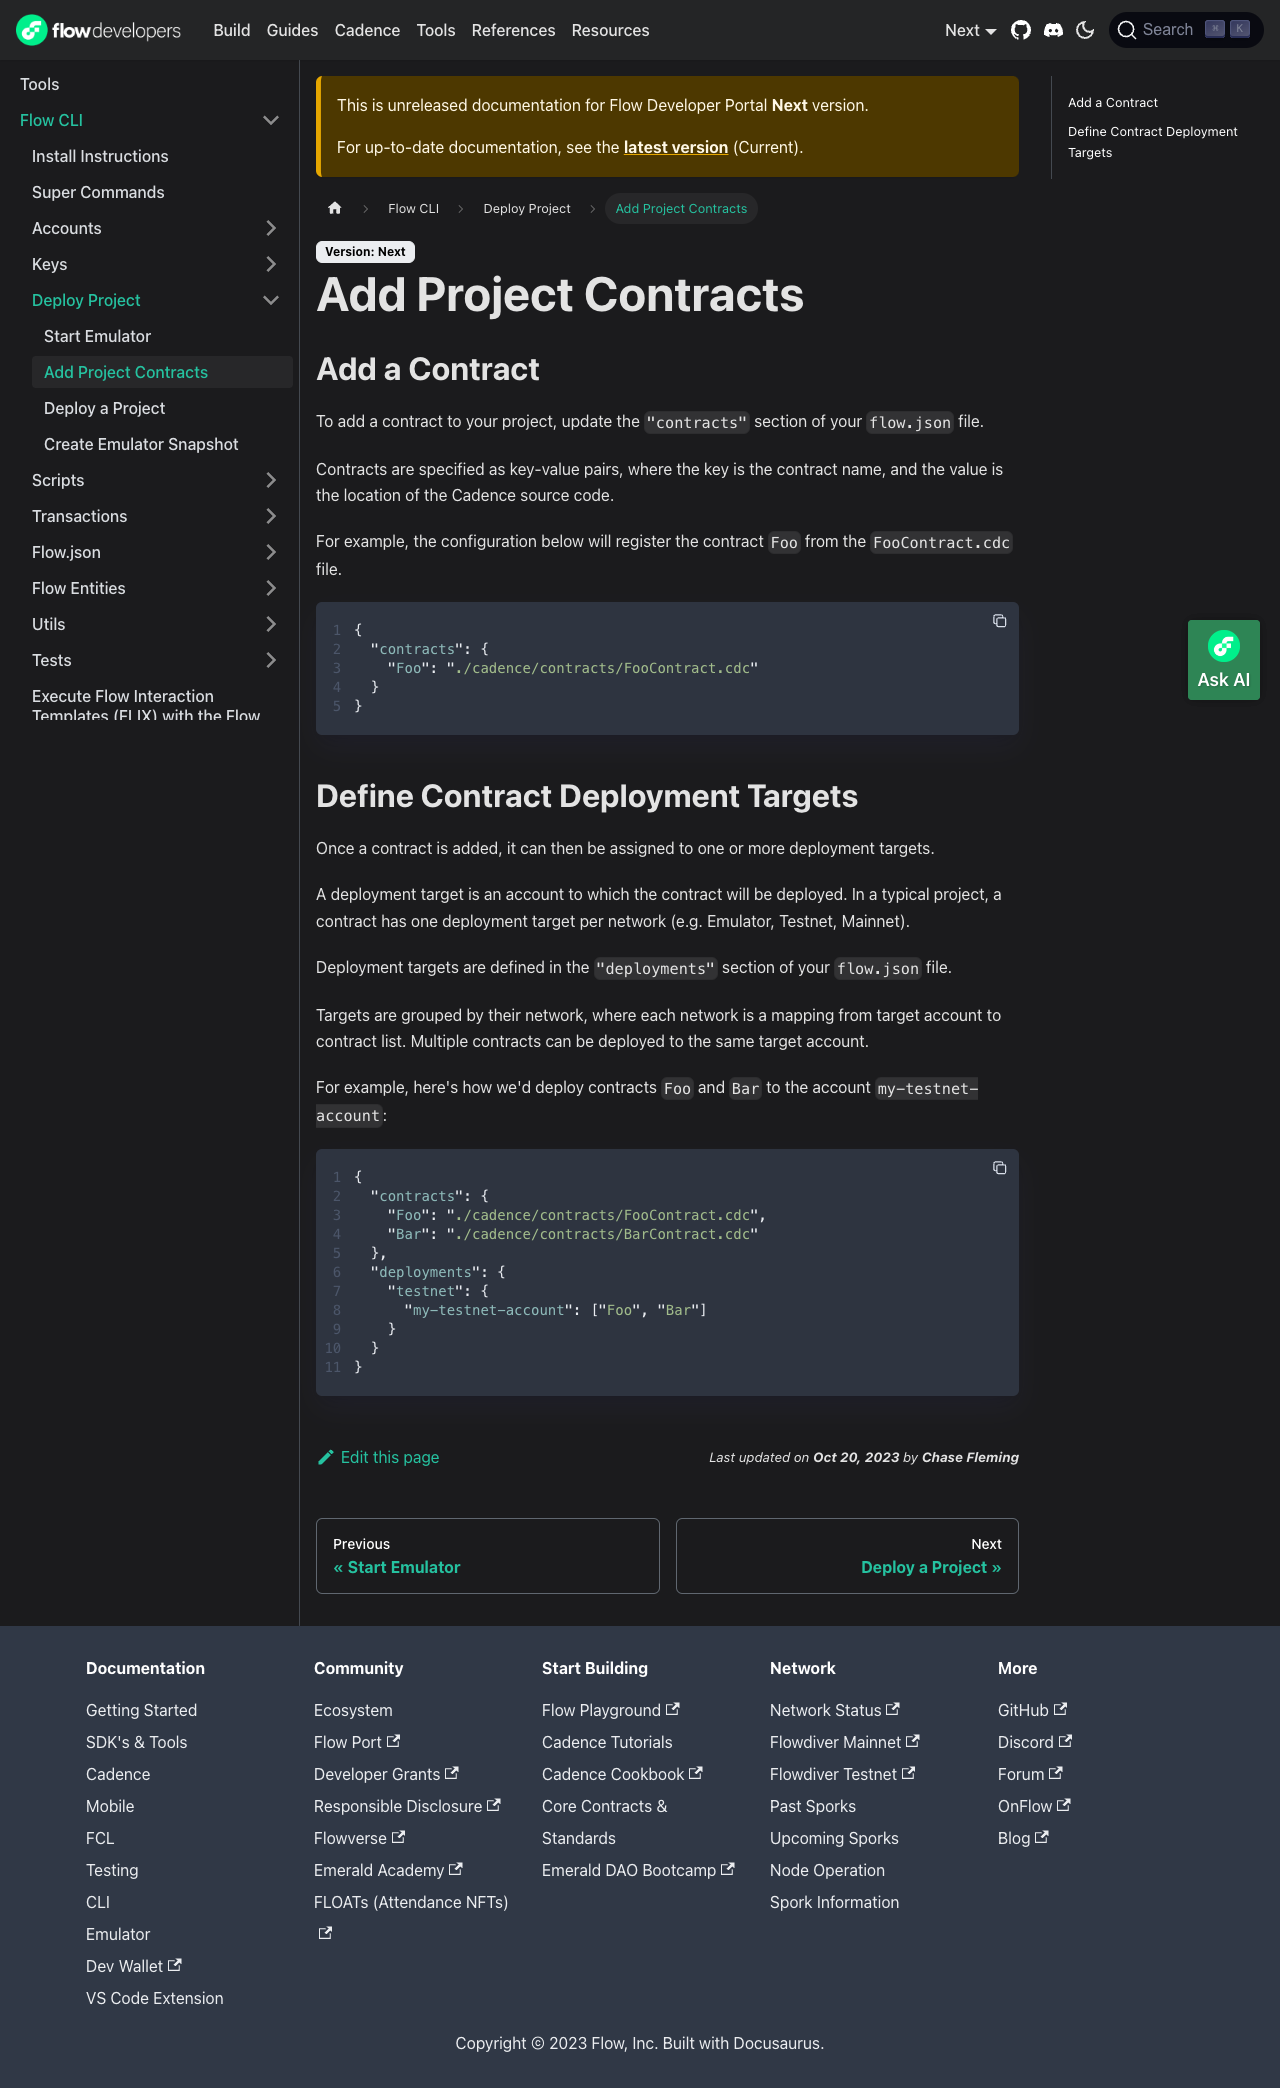 flowdevelopers
Build Guides Cadence Tools References Resources
Next
Search ⌘ K
Tools
Flow CLI
Install Instructions
Super Commands
Accounts
Keys
Deploy Project
Start Emulator
Add Project Contracts
Deploy a Project
Create Emulator Snapshot
Scripts
Transactions
Flow.json
Flow Entities
Utils
Tests
Execute Flow Interaction
Templates (FLIX) with the Flow
This is unreleased documentation for Flow Developer Portal Next version.
For up-to-date documentation, see the latest version (Current).
Flow CLI
Deploy Project
Add Project Contracts
Version: Next
Add Project Contracts
Add a Contract
To add a contract to your project, update the "contracts" section of your flow.json file.
Contracts are specified as key-value pairs, where the key is the contract name, and the value is
the location of the Cadence source code.
For example, the configuration below will register the contract Foo from the FooContract.cdc
file.
1 {
2   "contracts": {
3     "Foo": "./cadence/contracts/FooContract.cdc"
4   }
5 }
Define Contract Deployment Targets
Once a contract is added, it can then be assigned to one or more deployment targets.
A deployment target is an account to which the contract will be deployed. In a typical project, a
contract has one deployment target per network (e.g. Emulator, Testnet, Mainnet).
Deployment targets are defined in the "deployments" section of your flow.json file.
Targets are grouped by their network, where each network is a mapping from target account to
contract list. Multiple contracts can be deployed to the same target account.
For example, here's how we'd deploy contracts Foo and Bar to the account my-testnet-
account:
1 {
2   "contracts": {
3     "Foo": "./cadence/contracts/FooContract.cdc",
4     "Bar": "./cadence/contracts/BarContract.cdc"
5   },
6   "deployments": {
7     "testnet": {
8       "my-testnet-account": ["Foo", "Bar"]
9     }
10   }
11 }
Edit this page
Last updated on Oct 20, 2023 by Chase Fleming
Previous
« Start Emulator
Next
Deploy a Project »
Add a Contract
Define Contract Deployment
Targets
Ask AI
Documentation
Getting Started
SDK's & Tools
Cadence
Mobile
FCL
Testing
CLI
Emulator
Dev Wallet
VS Code Extension
Community
Ecosystem
Flow Port
Developer Grants
Responsible Disclosure
Flowverse
Emerald Academy
FLOATs (Attendance NFTs)
Start Building
Flow Playground
Cadence Tutorials
Cadence Cookbook
Core Contracts &
Standards
Emerald DAO Bootcamp
Network
Network Status
Flowdiver Mainnet
Flowdiver Testnet
Past Sporks
Upcoming Sporks
Node Operation
Spork Information
More
GitHub
Discord
Forum
OnFlow
Blog
Copyright © 2023 Flow, Inc. Built with Docusaurus.